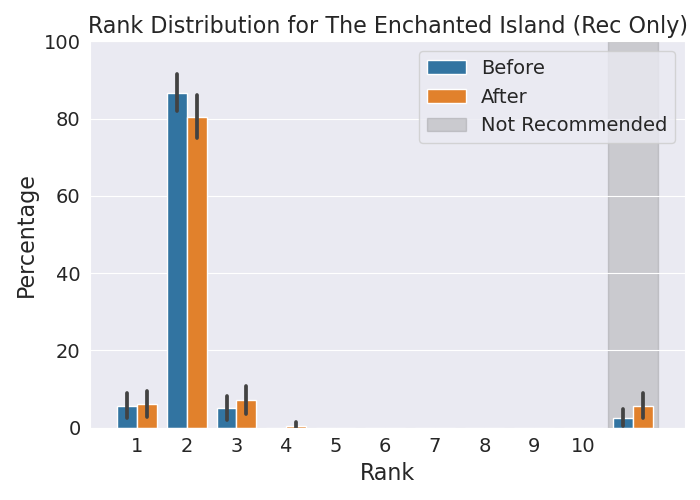 Rank Distribution for The Enchanted Island (Rec Only)
100
80
60
40
20
0
Percentage
Before
After
Not Recommended
1 2 3 4 5 6 7 8 9 10
Rank